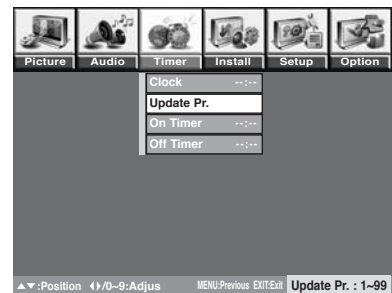 Picture Audio Timer Install Setup Option
Clock --:--
Update Pr.
On Timer --:--
Off Timer --:--
▲▼:Position ◀▶/0~9:Adjus MENU:Previous EXIT:Exit Update Pr. : 1~99